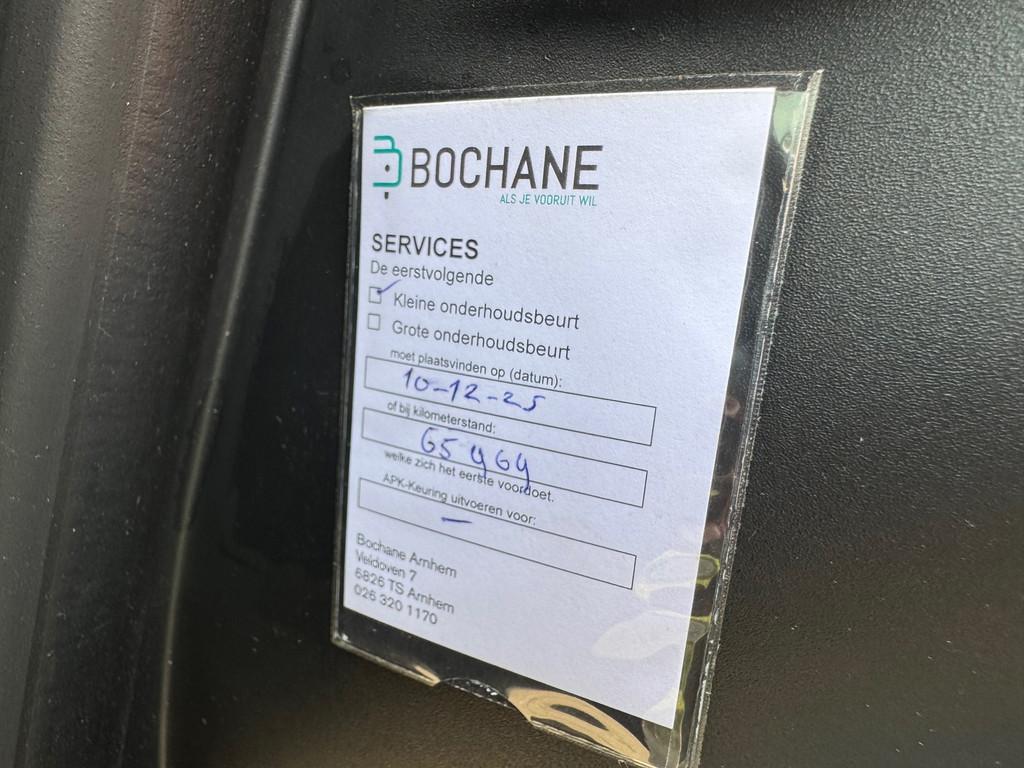 BOCHANE
ALS JE VOORUIT WIL
SERVICES
De eerstvolgende
Kleine onderhoudsbeurt
Grote onderhoudsbeurt
moet plaatsvinden op (datum):
10-12-25
of bij kilometerstand:
65969
welke zich het eerste voordoet.
APK-Keuring uitvoeren voor:
–
Bochane Arnhem
Veldoven 7
6826 TS Arnhem
026 320 1170